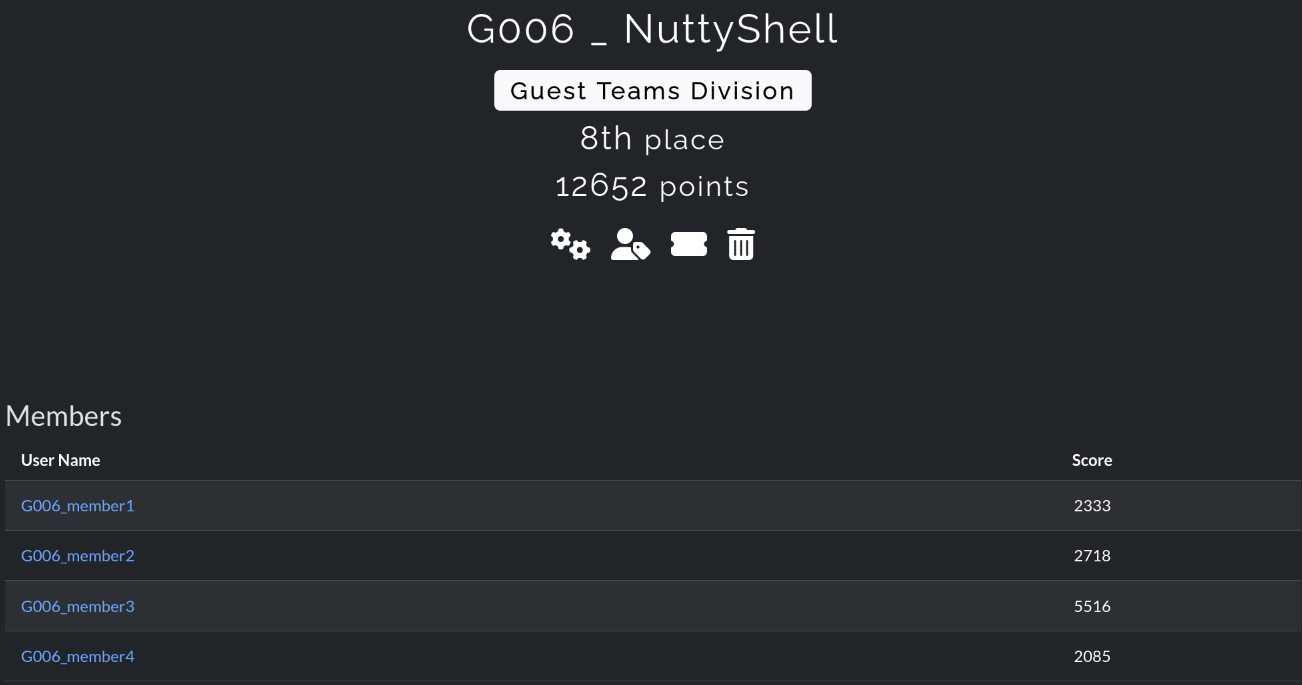 G006 _ NuttyShell
Guest Teams Division
8th place
12652 points
Members
User Name Score
G006_member1 2333
G006_member2 2718
G006_member3 5516
G006_member4 2085